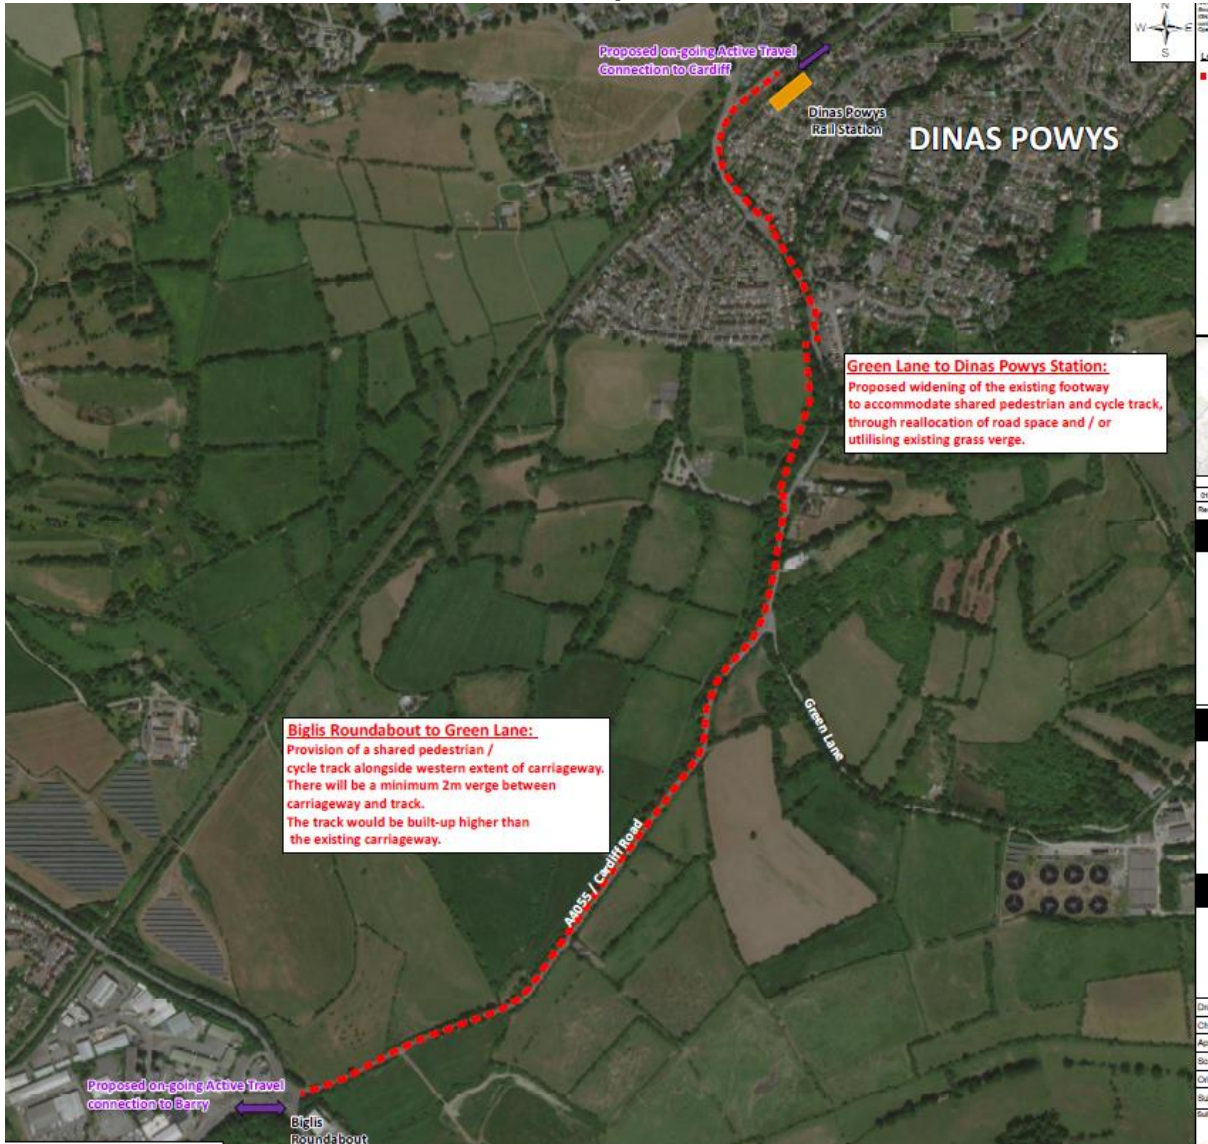 N
W
E
S
Proposed on-going Active Travel
Connection to Cardiff
Dinas Powys
Rail Station
DINAS POWYS
Green Lane to Dinas Powys Station:
Proposed widening of the existing footway
to accommodate shared pedestrian and cycle track,
through reallocation of road space and / or
utlilising existing grass verge.
Biglis Roundabout to Green Lane:
Provision of a shared pedestrian /
cycle track alongside western extent of carriageway.
There will be a minimum 2m verge between
carriageway and track.
The track would be built-up higher than
the existing carriageway.
Green Lane
A4055 / Cardiff Road
Proposed on-going Active Travel
connection to Barry
Biglis
Roundabout